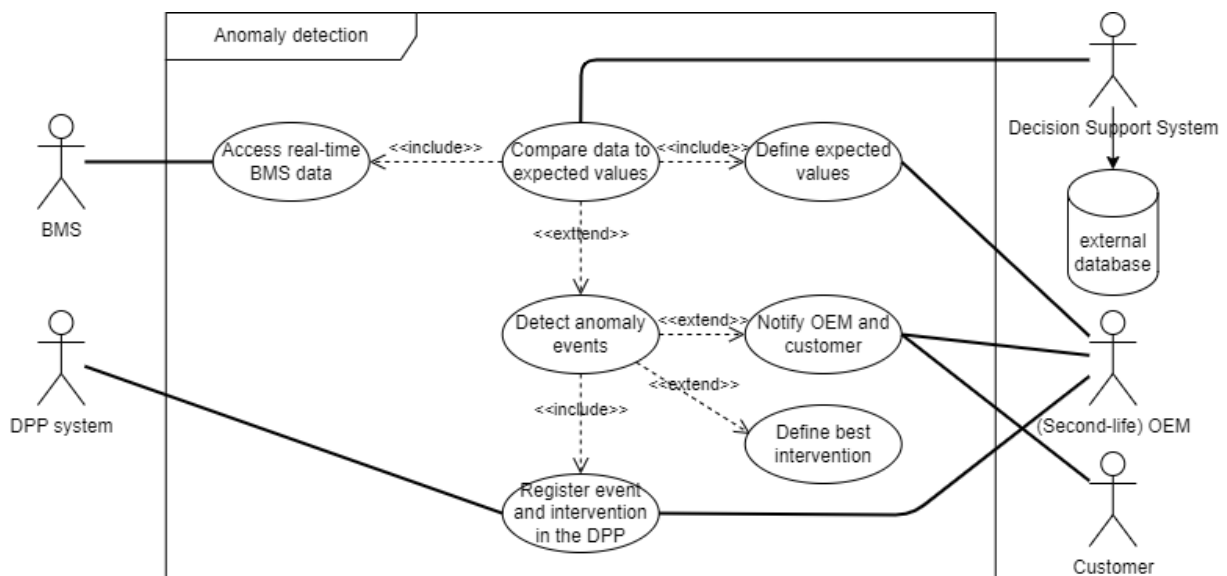 Anomaly detection
Decision Support System
BMS
Access real-time
BMS data
<<include>>
Compare data to
expected values
<<include>>
Define expected
values
external
database
<<exttend>>
DPP system
Detect anomaly
events
<<extend>>
Notify OEM and
customer
<<extend>>
(Second-life) OEM
<<include>>
Define best
intervention
Register event
and intervention
in the DPP
Customer